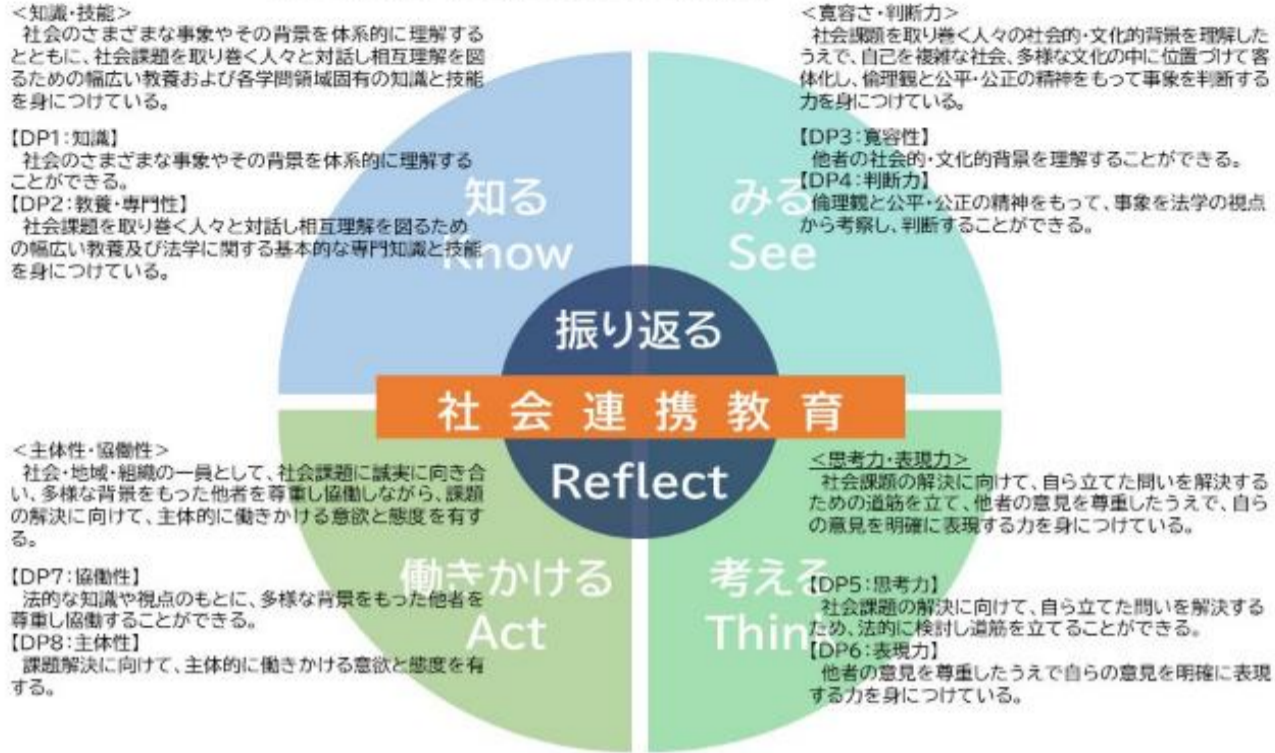 <知識・技能>
社会のさまざまな事象やその背景を体系的に理解する
とともに、社会課題を取り巻く人々と対話し相互理解を図
るための幅広い教養および各学問領域固有の知識と技能
を身につけている。
【DP1:知識】
社会のさまざまな事象やその背景を体系的に理解する
ことができる。
【DP2:教養・専門性】
社会課題を取り巻く人々と対話し相互理解を図るため
の幅広い教養及び法学に関する基本的な専門知識と技能
を身につけている。
知る
Know
<寛容さ・判断力>
社会課題を取り巻く人々の社会的・文化的背景を理解した
うえで、自己を複雑な社会、多様な文化の中に位置づけて客
体化し、倫理観と公平・公正の精神をもって事象を判断する
力を身につけている。
【DP3:寛容性】
他者の社会的・文化的背景を理解することができる。
【DP4:判断力】
倫理観と公平・公正の精神をもって、事象を法学の視点
から考察し、判断することができる。
みる
See
振り返る
社会連携教育
Reflect
<主体性・協働性>
社会・地域・組織の一員として、社会課題に誠実に向き合
い、多様な背景をもった他者を尊重し協働しながら、課題
の解決に向けて、主体的に働きかける意欲と態度を有す
る。
【DP7:協働性】
法的な知識や視点のもとに、多様な背景をもった他者を
尊重し協働することができる。
【DP8:主体性】
課題解決に向けて、主体的に働きかける意欲と態度を有
する。
働きかける
Act
<思考力・表現力>
社会課題の解決に向けて、自ら立てた問いを解決する
ための道筋を立て、他者の意見を尊重したうえで、自ら
の意見を明確に表現する力を身につけている。
【DP5:思考力】
社会課題の解決に向けて、自ら立てた問いを解決する
ため、法的に検討し道筋を立てることができる。
【DP6:表現力】
他者の意見を尊重したうえで自らの意見を明確に表現
する力を身につけている。
考える
Think